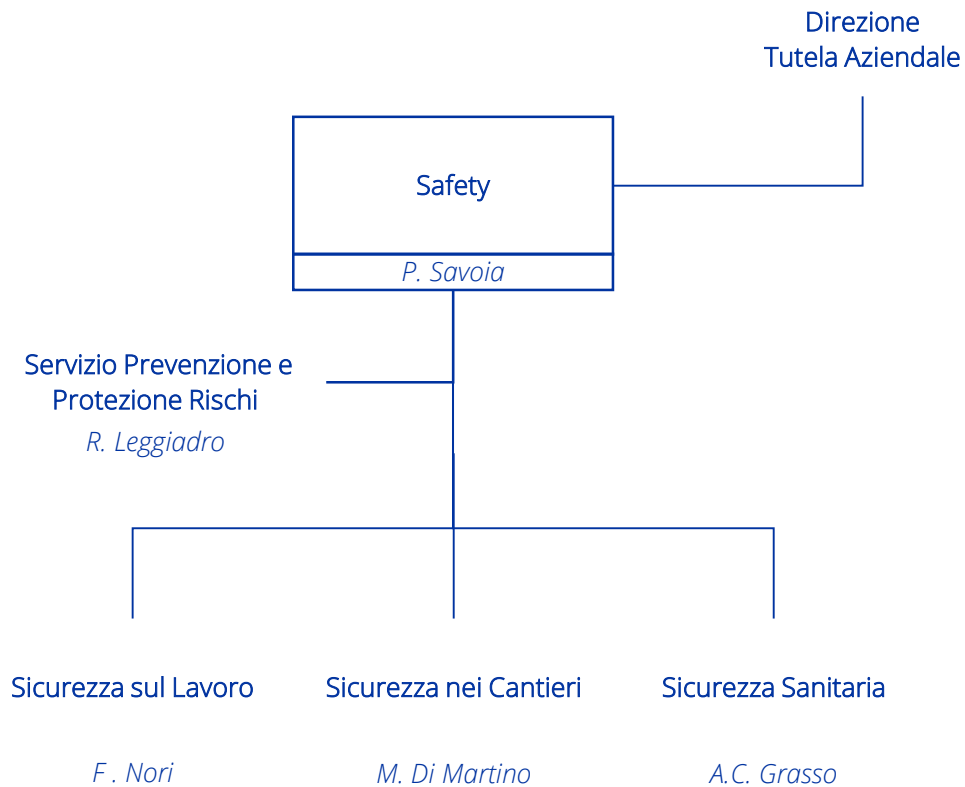 Direzione
Tutela Aziendale
Safety
P. Savoia
Servizio Prevenzione e
Protezione Rischi
R. Leggiadro
Sicurezza sul Lavoro
Sicurezza nei Cantieri
Sicurezza Sanitaria
F . Nori
M. Di Martino
A.C. Grasso